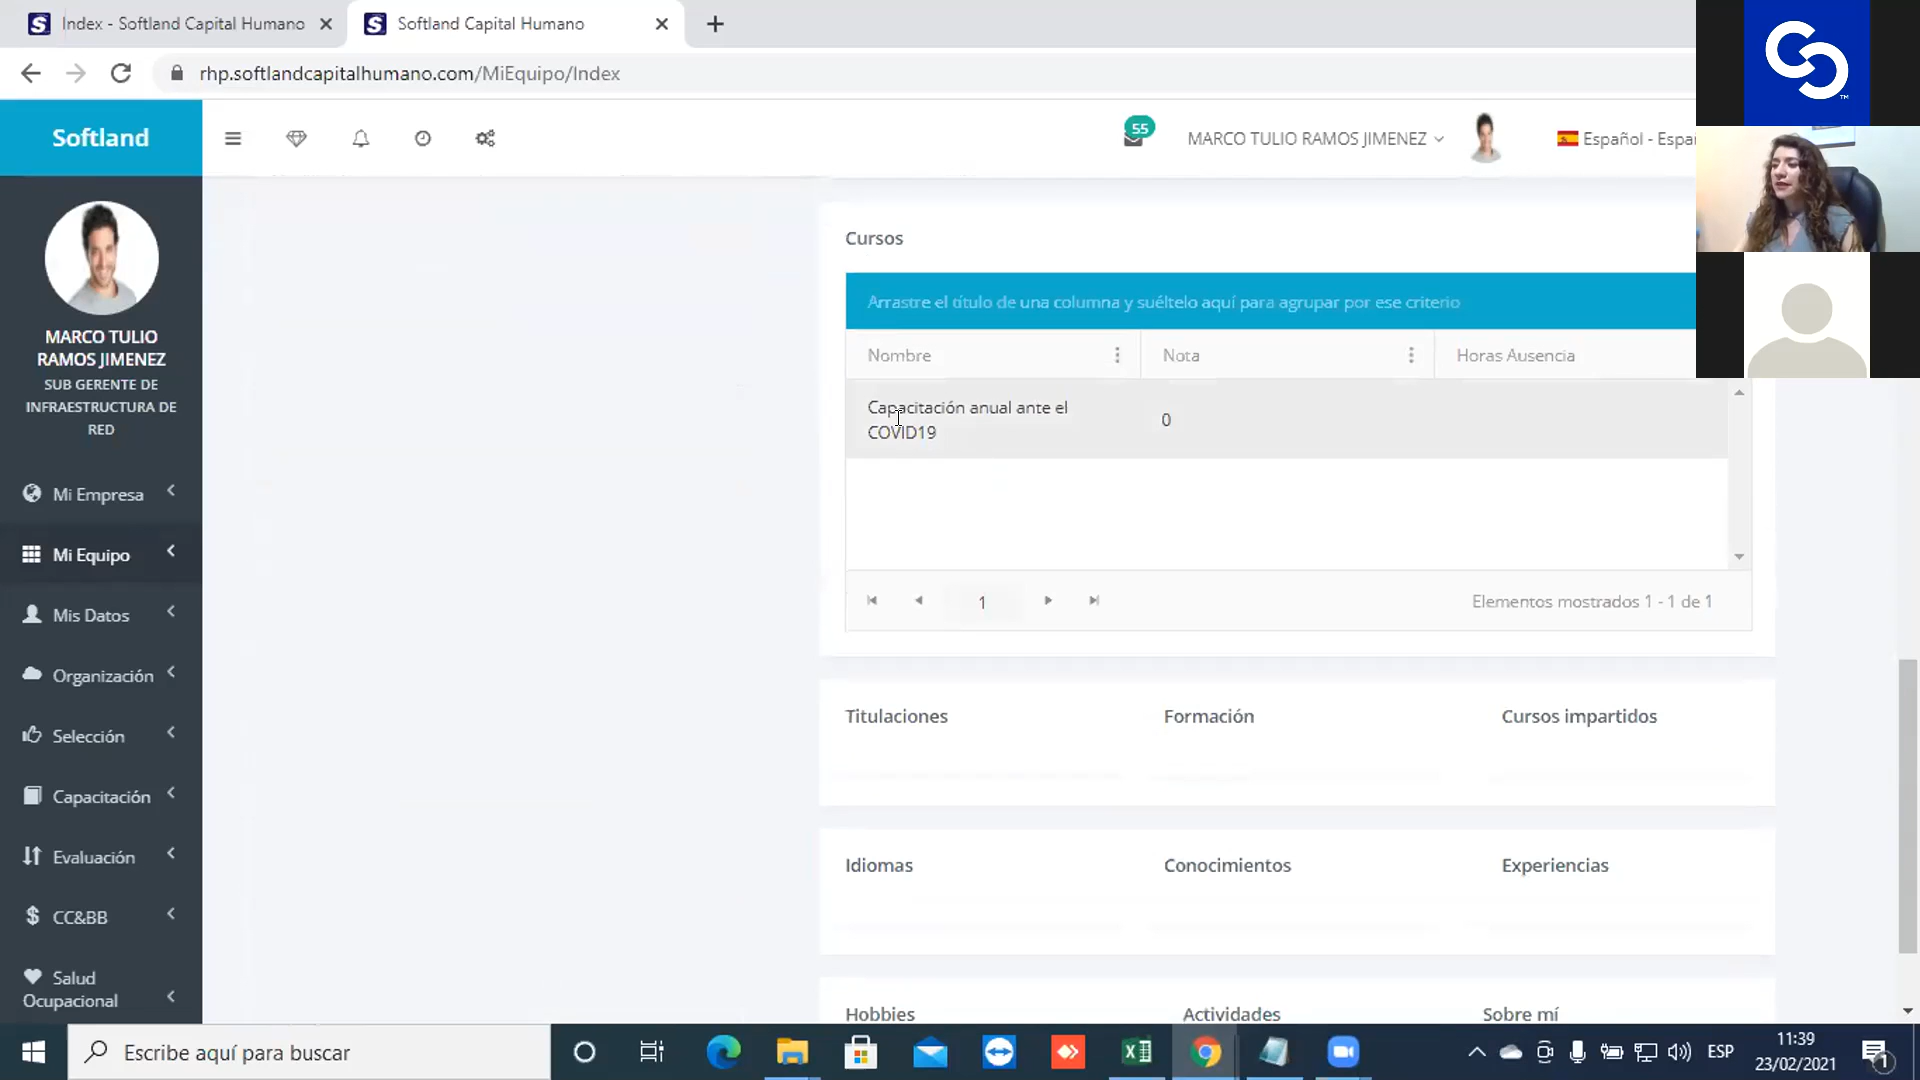 Index - Softland Capital Humano
Softland Capital Humano
rhp.softlandcapitalhumano.com/MiEquipo/Index
Softland
55
MARCO TULIO RAMOS JIMENEZ
Español - Españ
MARCO TULIO
RAMOS JIMENEZ
SUB GERENTE DE
INFRAESTRUCTURA DE
RED
Mi Empresa
Mi Equipo
Mis Datos
Organización
Selección
Capacitación
Evaluación
CC&BB
Salud
Ocupacional
Cursos
Arrastre el título de una columna y suéltelo aquí para agrupar por ese criterio
Nombre
Nota
Horas Ausencia
Capacitación anual ante el
COVID19
0
1
Elementos mostrados 1 - 1 de 1
Titulaciones
Formación
Cursos impartidos
Idiomas
Conocimientos
Experiencias
Hobbies
Actividades
Sobre mí
Escribe aquí para buscar
ESP
11:39
23/02/2021
1